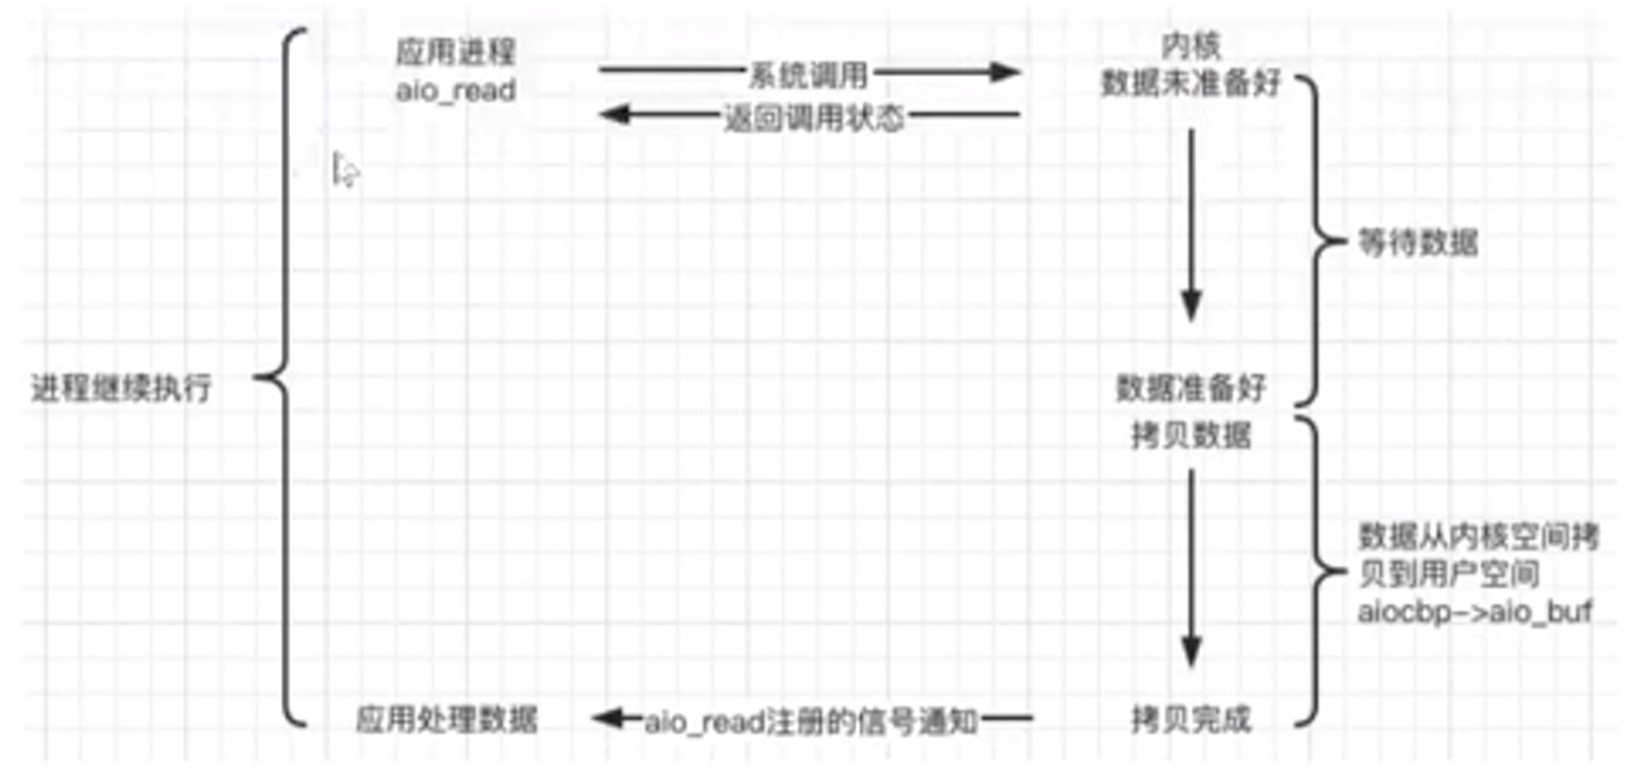 应用进程
aio_read
系统调用
返回调用状态
内核
数据未准备好
等待数据
进程继续执行
数据准备好
拷贝数据
数据从内核空间拷
贝到用户空间
aiocbp->aio_buf
应用处理数据
aio_read注册的信号通知
拷贝完成